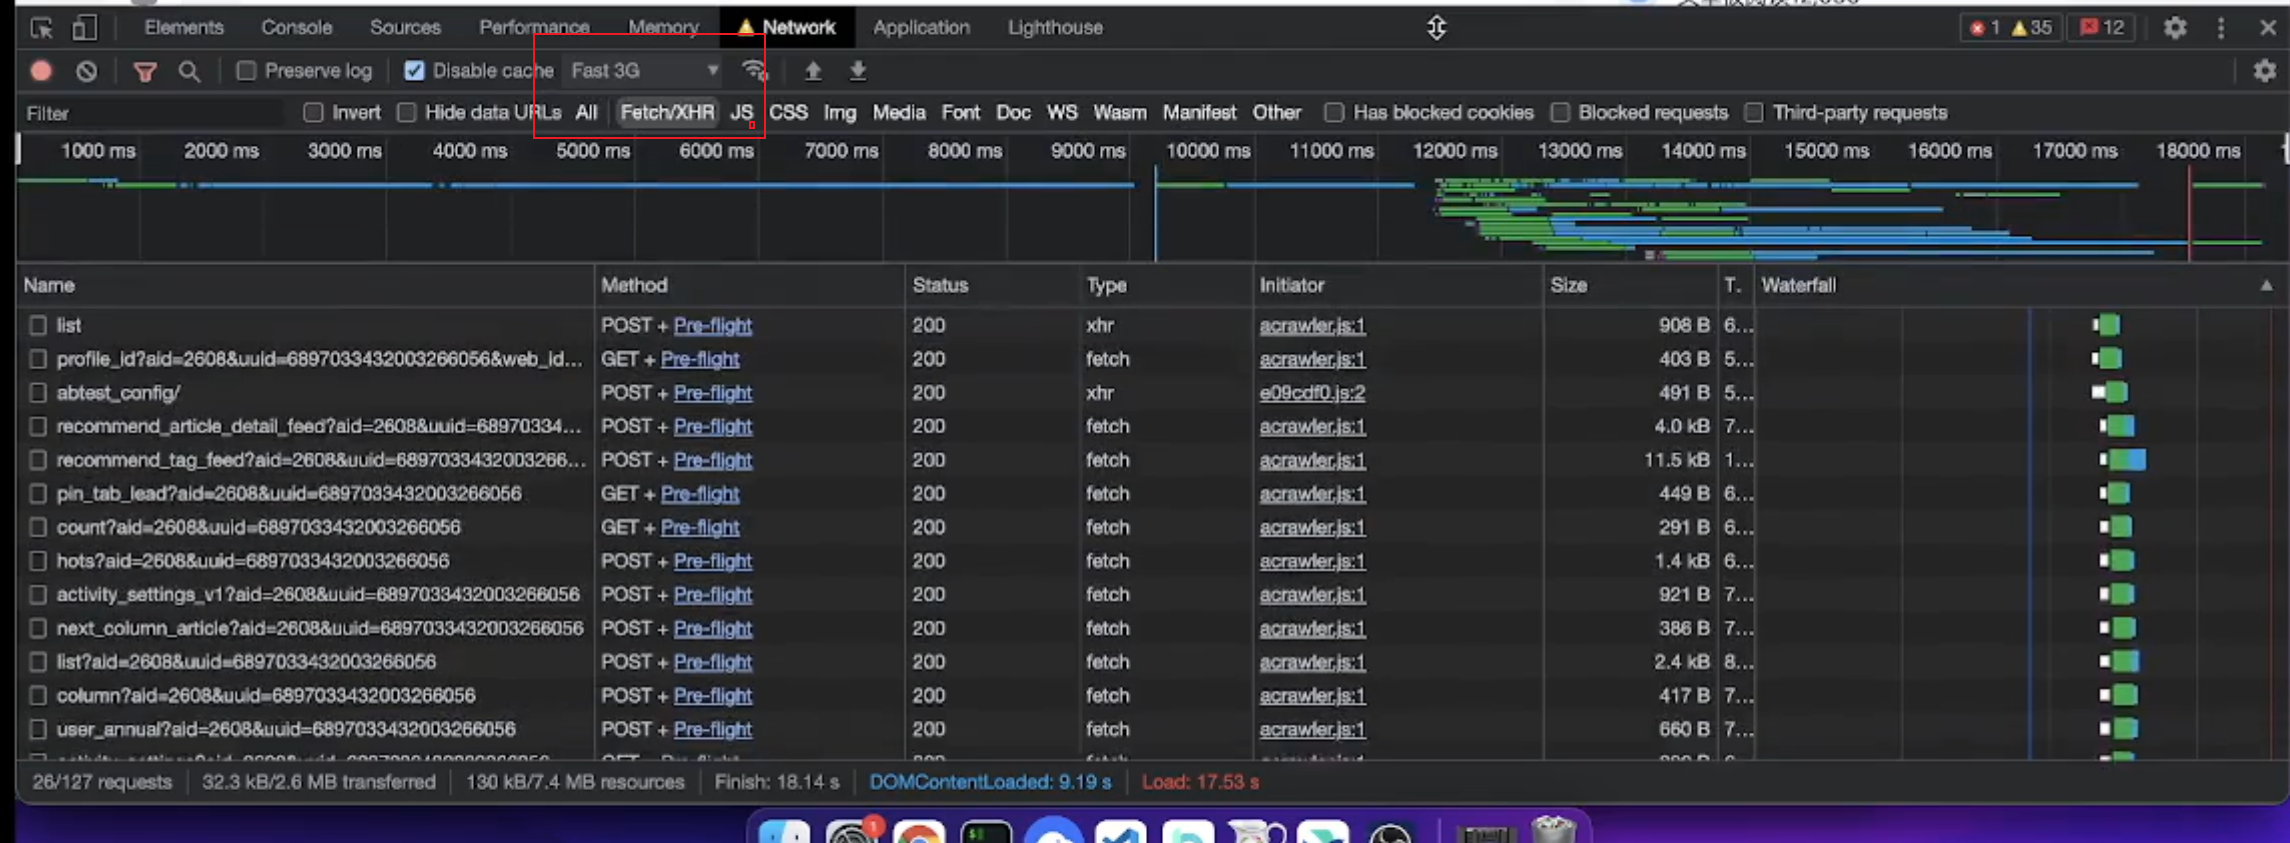 Elements Console Sources Performance Memory Network Application Lighthouse 1 35 12
Preserve log Disable cache Fast 3G
Filter Invert Hide data URLs All Fetch/XHR JS CSS Img Media Font Doc WS Wasm Manifest Other Has blocked cookies Blocked requests Third-party requests
1000 ms 2000 ms 3000 ms 4000 ms 5000 ms 6000 ms 7000 ms 8000 ms 9000 ms 10000 ms 11000 ms 12000 ms 13000 ms 14000 ms 15000 ms 16000 ms 17000 ms 18000 ms
Name Method Status Type Initiator Size T. Waterfall
list POST + Pre-flight 200 xhr acrawler.js:1 908 B 6...
profile_id?aid=2608&uuid=6897033432003266056&web_id... GET + Pre-flight 200 fetch acrawler.js:1 403 B 5...
abtest_config/ POST + Pre-flight 200 xhr e09cdf0.js:2 491 B 5...
recommend_article_detail_feed?aid=2608&uuid=68970334... POST + Pre-flight 200 fetch acrawler.js:1 4.0 kB 7...
recommend_tag_feed?aid=2608&uuid=6897033432003266... POST + Pre-flight 200 fetch acrawler.js:1 11.5 kB 1...
pin_tab_lead?aid=2608&uuid=6897033432003266056 GET + Pre-flight 200 fetch acrawler.js:1 449 B 6...
count?aid=2608&uuid=6897033432003266056 GET + Pre-flight 200 fetch acrawler.js:1 291 B 6...
hots?aid=2608&uuid=6897033432003266056 POST + Pre-flight 200 fetch acrawler.js:1 1.4 kB 6...
activity_settings_v1?aid=2608&uuid=6897033432003266056 POST + Pre-flight 200 fetch acrawler.js:1 921 B 7...
next_column_article?aid=2608&uuid=6897033432003266056 POST + Pre-flight 200 fetch acrawler.js:1 386 B 7...
list?aid=2608&uuid=6897033432003266056 POST + Pre-flight 200 fetch acrawler.js:1 2.4 kB 8...
column?aid=2608&uuid=6897033432003266056 POST + Pre-flight 200 fetch acrawler.js:1 417 B 7...
user_annual?aid=2608&uuid=6897033432003266056 POST + Pre-flight 200 fetch acrawler.js:1 660 B 7...
26/127 requests 32.3 kB/2.6 MB transferred 130 kB/7.4 MB resources Finish: 18.14 s DOMContentLoaded: 9.19 s Load: 17.53 s
1